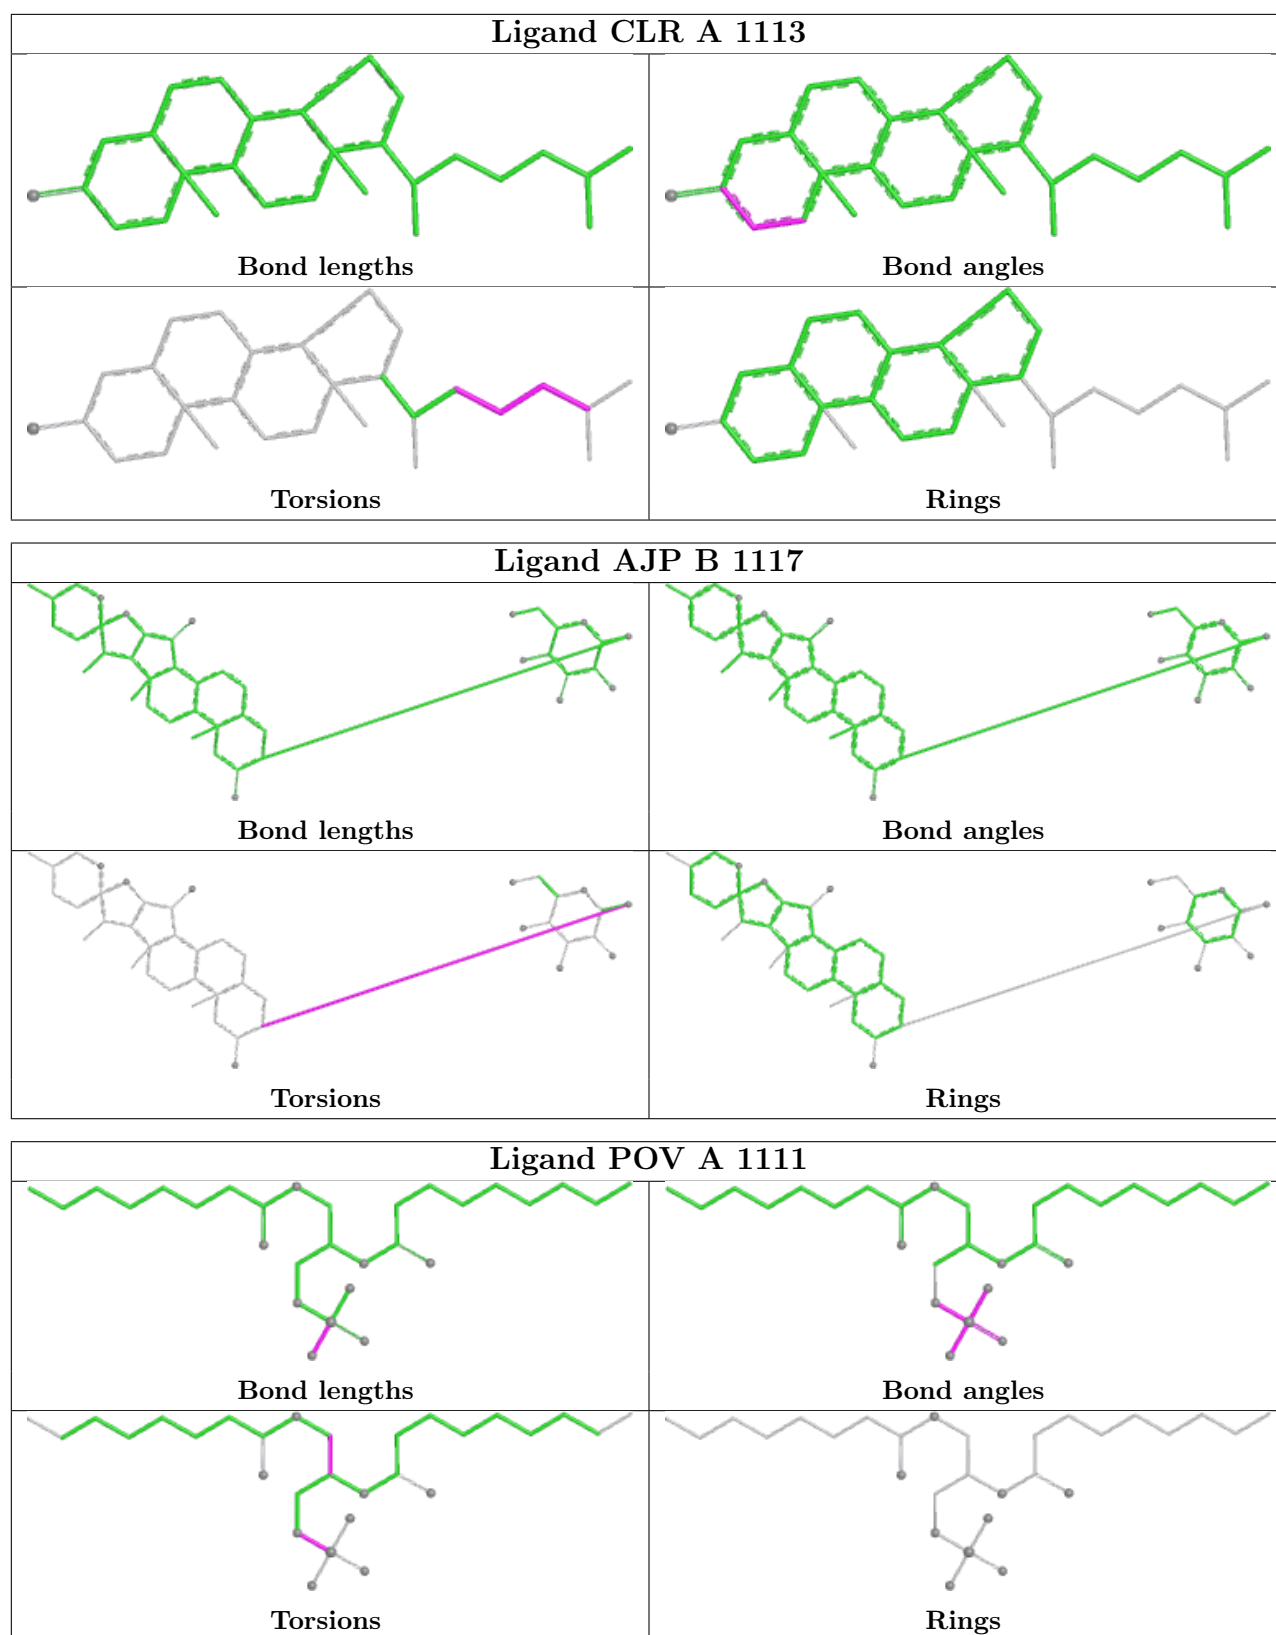 Ligand CLR A 1113
Bond lengths
Bond angles
Torsions
Rings
Ligand AJP B 1117
Bond lengths
Bond angles
Torsions
Rings
Ligand POV A 1111
Bond lengths
Bond angles
Torsions
Rings